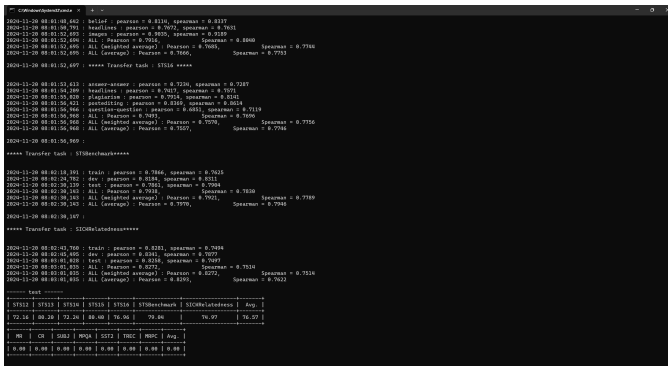 C:\Windows\System32\cmd.e
2024-11-20 08:01:48,662 : belief : pearson = 0.8114, spearman = 0.8337
2024-11-20 08:01:50,791 : headlines : pearson = 0.7672, spearman = 0.7631
2024-11-20 08:01:52,693 : images : pearson = 0.9035, spearman = 0.9189
2024-11-20 08:01:52,694 : ALL : Pearson = 0.7916, Spearman = 0.8040
2024-11-20 08:01:52,695 : ALL (weighted average) : Pearson = 0.7685, Spearman = 0.7744
2024-11-20 08:01:52,695 : ALL (average) : Pearson = 0.7666, Spearman = 0.7753
2024-11-20 08:01:52,697 : ***** Transfer task : STS16 *****
2024-11-20 08:01:53,613 : answer-answer : pearson = 0.7234, spearman = 0.7287
2024-11-20 08:01:54,209 : headlines : pearson = 0.7417, spearman = 0.7571
2024-11-20 08:01:55,020 : plagiarism : pearson = 0.7914, spearman = 0.8141
2024-11-20 08:01:56,421 : postediting : pearson = 0.8369, spearman = 0.8614
2024-11-20 08:01:56,966 : question-question : pearson = 0.6851, spearman = 0.7119
2024-11-20 08:01:56,968 : ALL : Pearson = 0.7493, Spearman = 0.7696
2024-11-20 08:01:56,968 : ALL (weighted average) : Pearson = 0.7570, Spearman = 0.7756
2024-11-20 08:01:56,968 : ALL (average) : Pearson = 0.7557, Spearman = 0.7746
2024-11-20 08:01:56,969 :
***** Transfer task : STSBenchmark*****
2024-11-20 08:02:18,391 : train : pearson = 0.7866, spearman = 0.7625
2024-11-20 08:02:24,782 : dev : pearson = 0.8184, spearman = 0.8311
2024-11-20 08:02:30,139 : test : pearson = 0.7861, spearman = 0.7904
2024-11-20 08:02:30,143 : ALL : Pearson = 0.7930, Spearman = 0.7830
2024-11-20 08:02:30,143 : ALL (weighted average) : Pearson = 0.7921, Spearman = 0.7789
2024-11-20 08:02:30,143 : ALL (average) : Pearson = 0.7970, Spearman = 0.7946
2024-11-20 08:02:30,147 :
***** Transfer task : SICKRelatedness*****
2024-11-20 08:02:43,760 : train : pearson = 0.8281, spearman = 0.7494
2024-11-20 08:02:45,495 : dev : pearson = 0.8341, spearman = 0.7877
2024-11-20 08:03:01,028 : test : pearson = 0.8258, spearman = 0.7497
2024-11-20 08:03:01,035 : ALL : Pearson = 0.8272, Spearman = 0.7514
2024-11-20 08:03:01,035 : ALL (weighted average) : Pearson = 0.8272, Spearman = 0.7514
2024-11-20 08:03:01,035 : ALL (average) : Pearson = 0.8293, Spearman = 0.7622
------ test ------
| STS12 | STS13 | STS14 | STS15 | STS16 | STSBenchmark | SICKRelatedness | Avg. |
| 72.16 | 80.20 | 72.24 | 80.40 | 76.96 | 79.04 | 74.97 | 76.57 |
| MR | CR | SUBJ | MPQA | SST2 | TREC | MRPC | Avg. |
| 0.00 | 0.00 | 0.00 | 0.00 | 0.00 | 0.00 | 0.00 | 0.00 |